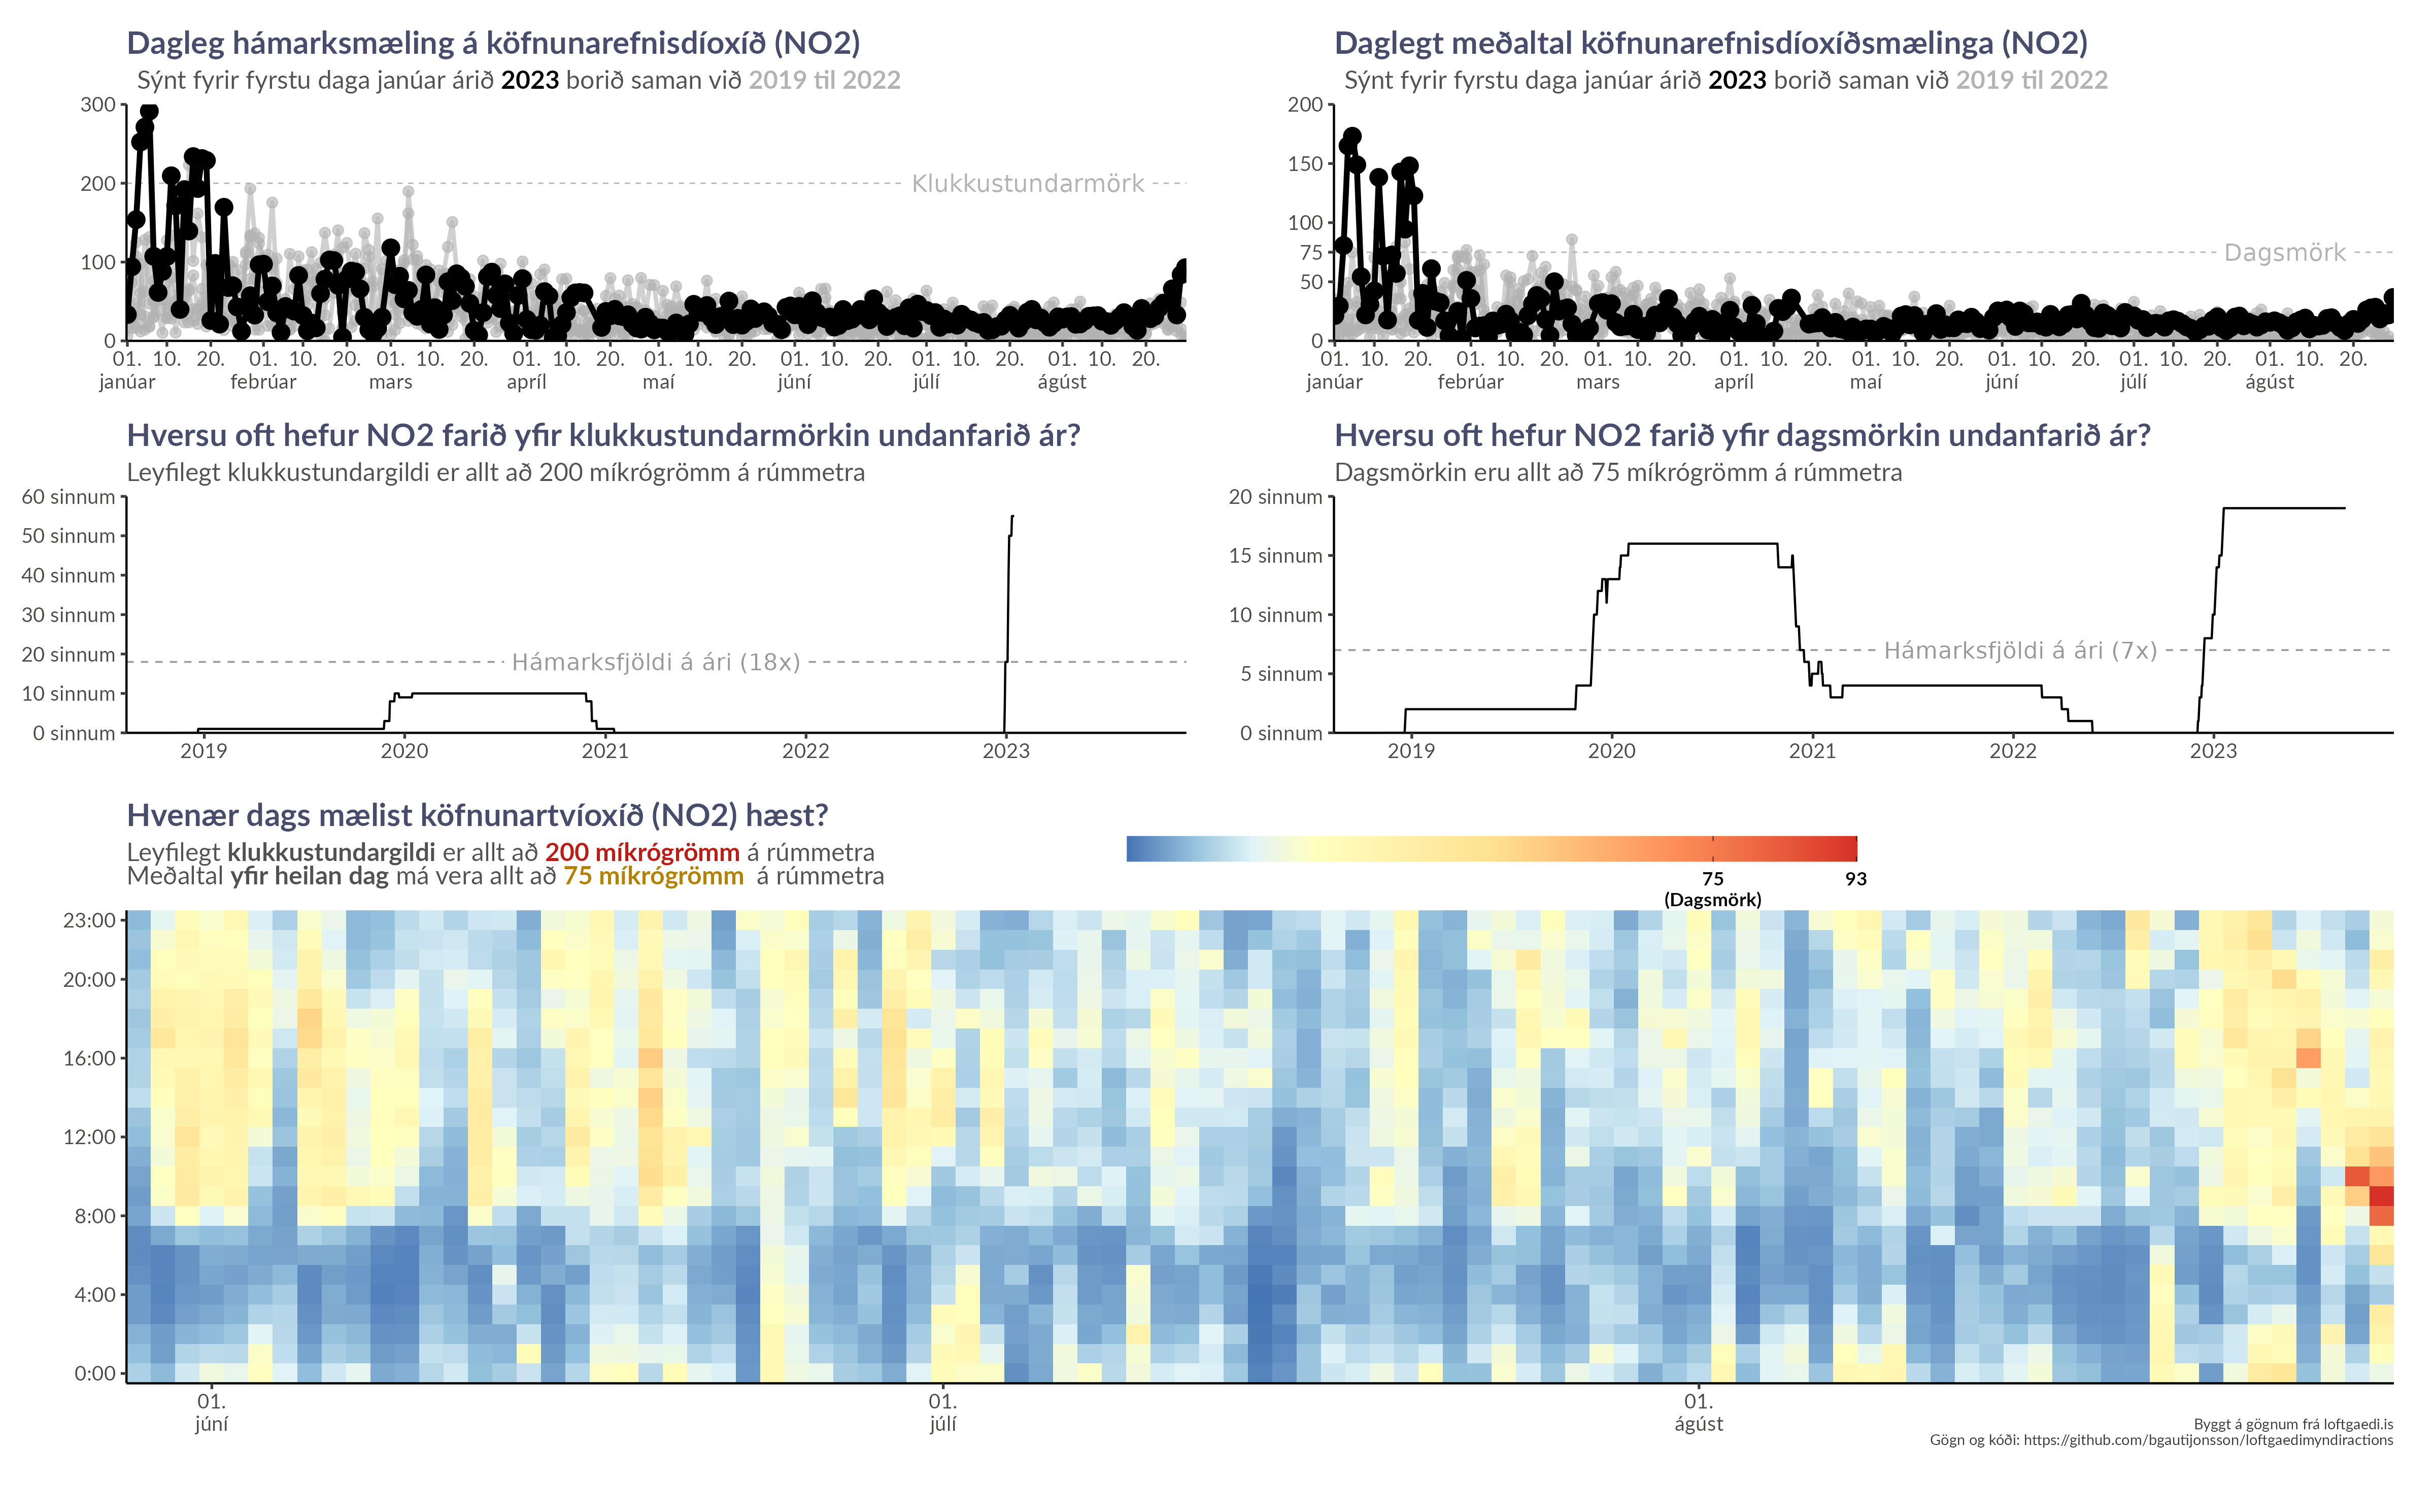 Dagleg hámarksmæling á köfnunarefnisdíoxíð (NO2)
Sýnt fyrir fyrstu daga janúar árið 2023 borið saman við 2019 til 2022
300
200
100
0
Klukkustundarmörk
01. 10. 20. 01. 10. 20. 01. 10. 20. 01. 10. 20. 01. 10. 20. 01. 10. 20. 01. 10. 20. 01. 10. 20.
janúar febrúar mars apríl maí júní júlí ágúst
Daglegt meðaltal köfnunarefnisdíoxíðsmælinga (NO2)
Sýnt fyrir fyrstu daga janúar árið 2023 borið saman við 2019 til 2022
200
150
100
75
50
0
Dagsmörk
01. 10. 20. 01. 10. 20. 01. 10. 20. 01. 10. 20. 01. 10. 20. 01. 10. 20. 01. 10. 20. 01. 10. 20.
janúar febrúar mars apríl maí júní júlí ágúst
Hversu oft hefur NO2 farið yfir klukkustundarmörkin undanfarið ár?
Leyfilegt klukkustundargildi er allt að 200 míkrógrömm á rúmmetra
60 sinnum
50 sinnum
40 sinnum
30 sinnum
20 sinnum
10 sinnum
0 sinnum
Hámarksfjöldi á ári (18x)
2019 2020 2021 2022 2023
Hversu oft hefur NO2 farið yfir dagsmörkin undanfarið ár?
Dagsmörkin eru allt að 75 míkrógrömm á rúmmetra
20 sinnum
15 sinnum
10 sinnum
5 sinnum
0 sinnum
Hámarksfjöldi á ári (7x)
2019 2020 2021 2022 2023
Hvenær dags mælist köfnunartvíoxíð (NO2) hæst?
Leyfilegt klukkustundargildi er allt að 200 míkrógrömm á rúmmetra
Meðaltal yfir heilan dag má vera allt að 75 míkrógrömm á rúmmetra
75 93
(Dagsmörk)
23:00
20:00
16:00
12:00
8:00
4:00
0:00
01. 01. 01.
júní júlí ágúst
Byggt á gögnum frá loftgaedi.is
Gögn og kóði: https://github.com/bgautijonsson/loftgaedimyndiractions